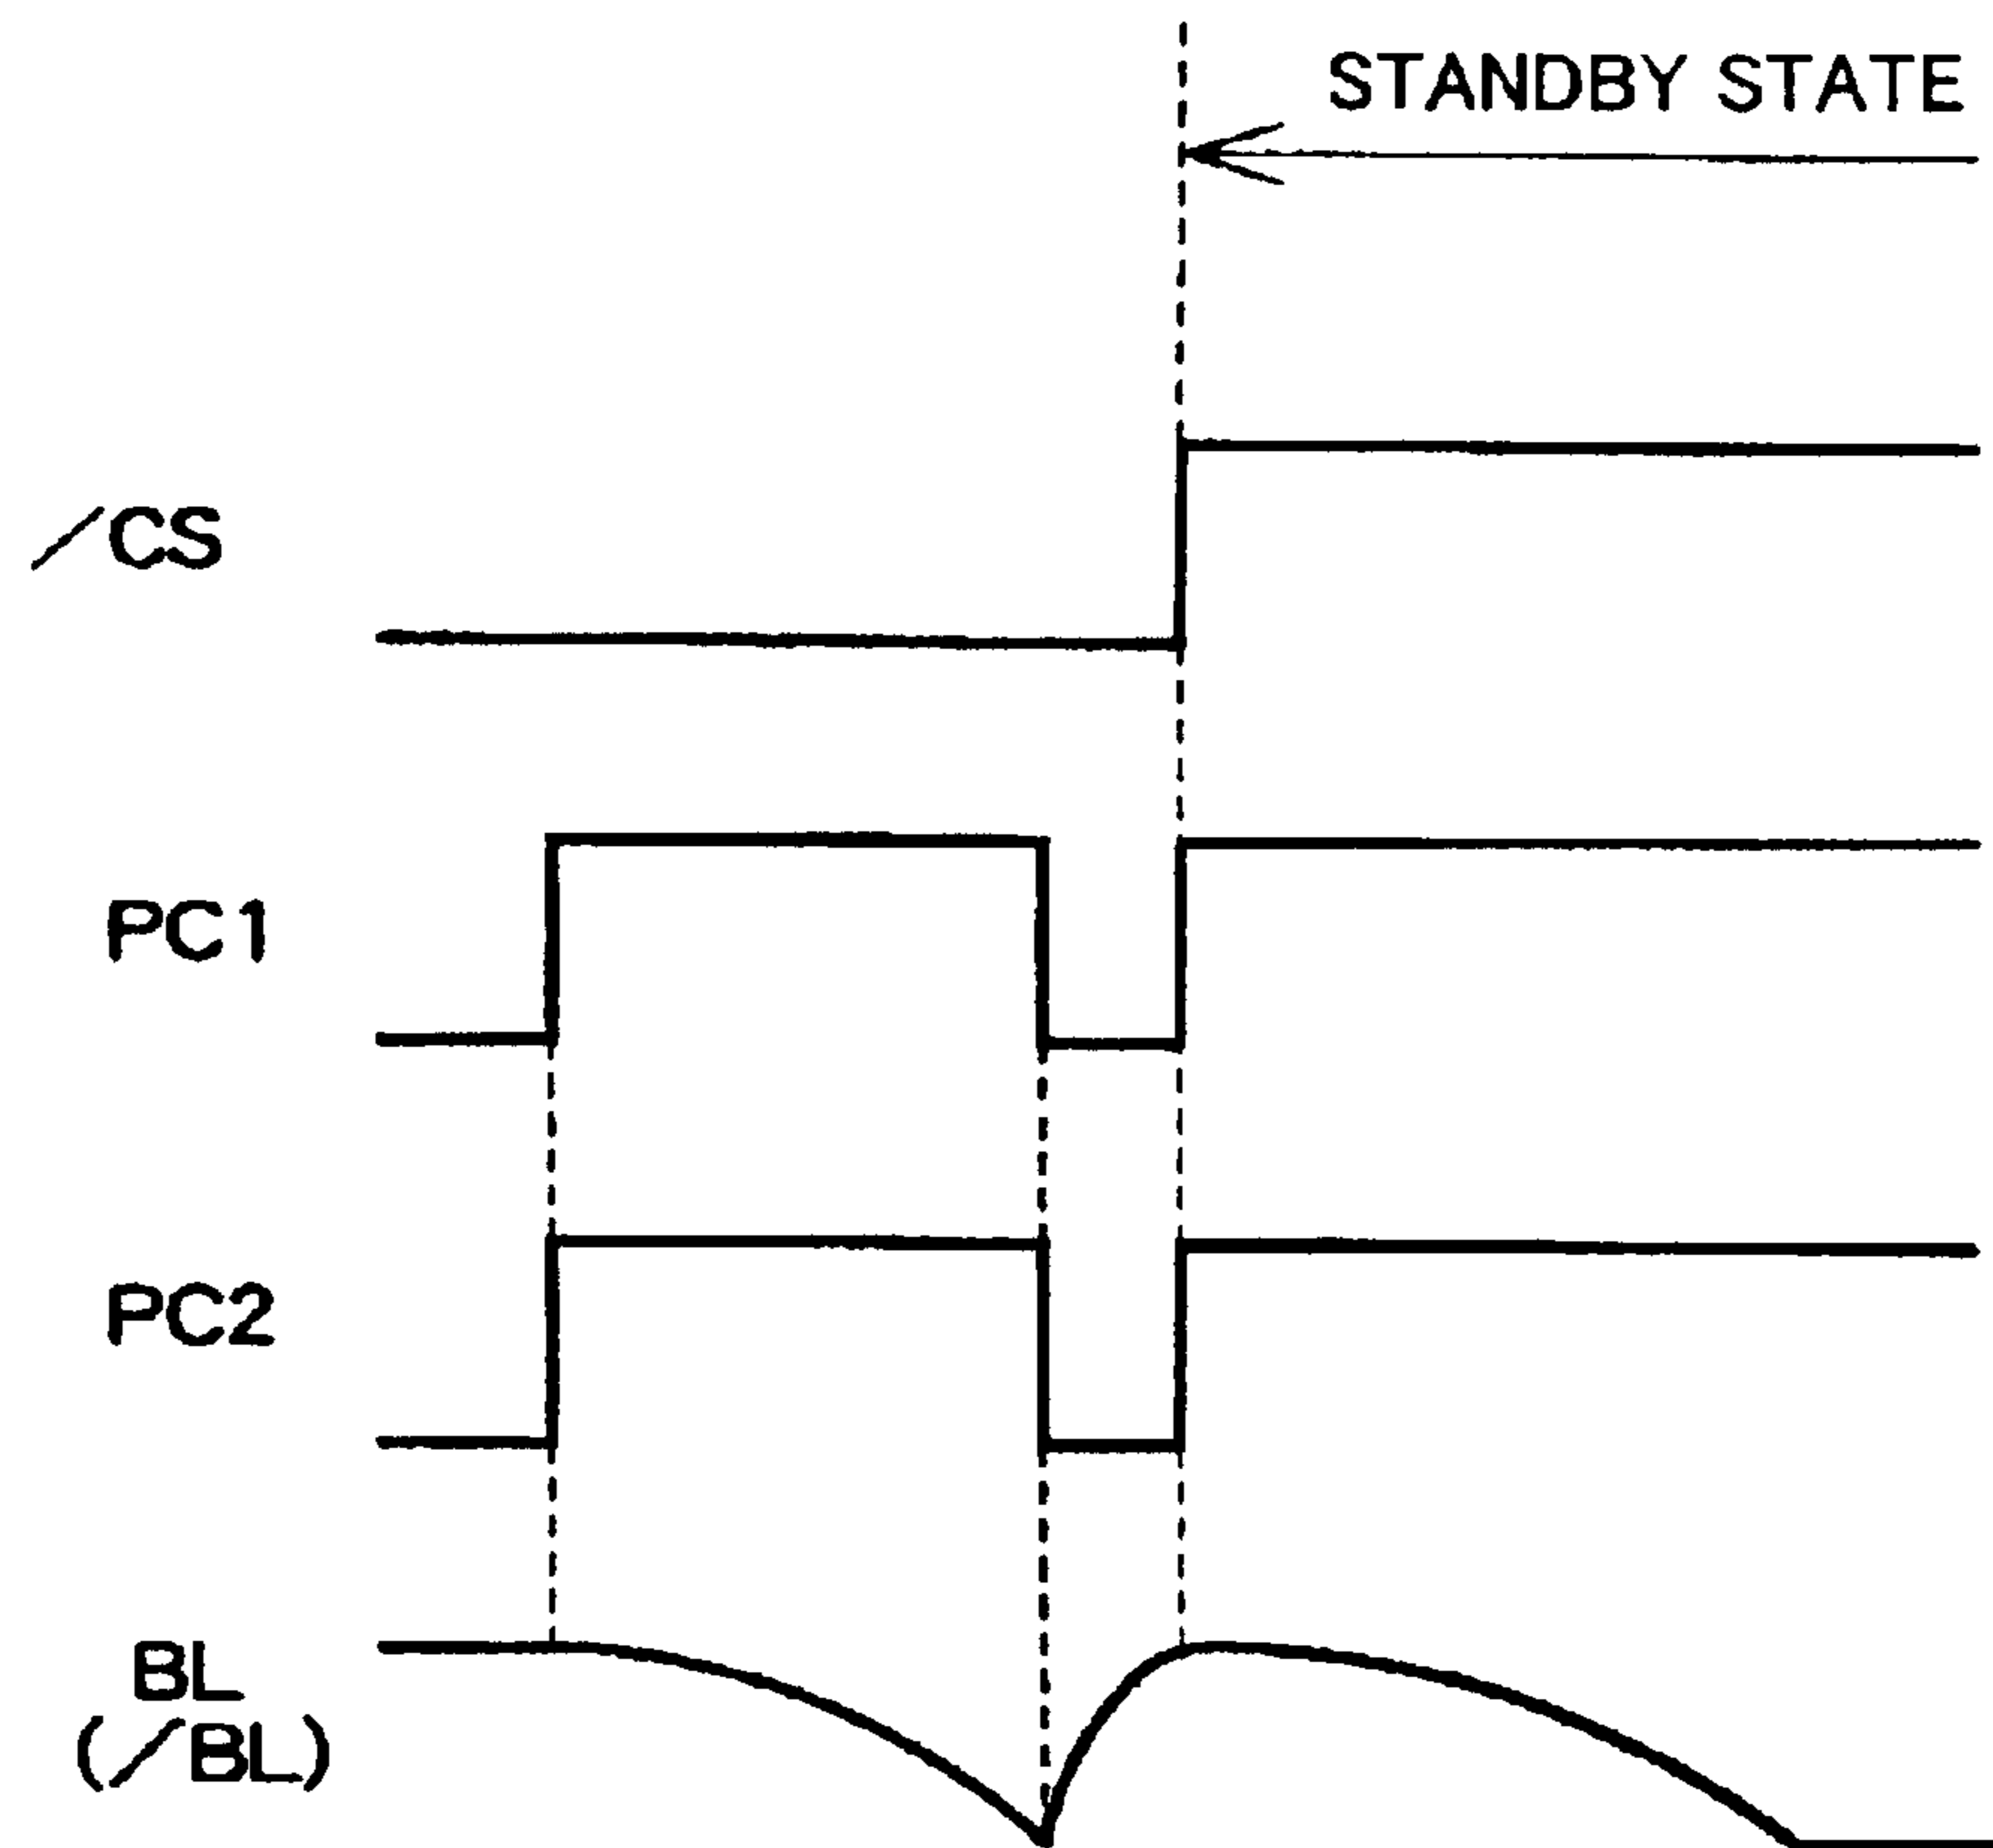 STANDBY STATE
/CS
PC1
PC2
BL
(/BL)